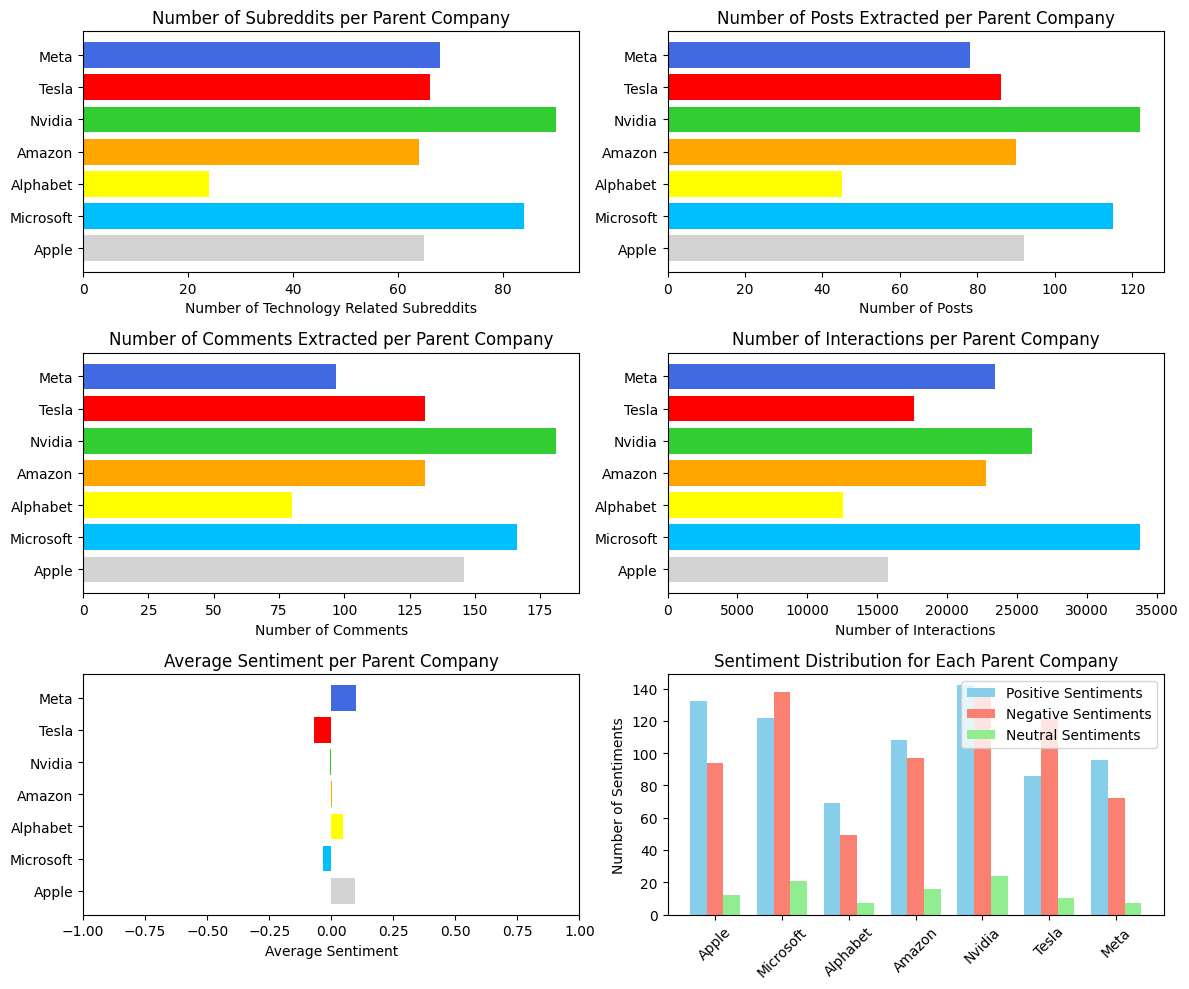 Number of Subreddits per Parent Company
Meta
Tesla
Nvidia
Amazon
Alphabet
Microsoft
Apple
0 20 40 60 80
Number of Technology Related Subreddits
Number of Posts Extracted per Parent Company
Meta
Tesla
Nvidia
Amazon
Alphabet
Microsoft
Apple
0 20 40 60 80 100 120
Number of Posts
Number of Comments Extracted per Parent Company
Meta
Tesla
Nvidia
Amazon
Alphabet
Microsoft
Apple
0 25 50 75 100 125 150 175
Number of Comments
Number of Interactions per Parent Company
Meta
Tesla
Nvidia
Amazon
Alphabet
Microsoft
Apple
0 5000 10000 15000 20000 25000 30000 35000
Number of Interactions
Average Sentiment per Parent Company
Meta
Tesla
Nvidia
Amazon
Alphabet
Microsoft
Apple
−1.00 −0.75 −0.50 −0.25 0.00 0.25 0.50 0.75 1.00
Average Sentiment
Sentiment Distribution for Each Parent Company
Positive Sentiments
Negative Sentiments
Neutral Sentiments
Number of Sentiments
140
120
100
80
60
40
20
0
Apple Microsoft Alphabet Amazon Nvidia Tesla Meta